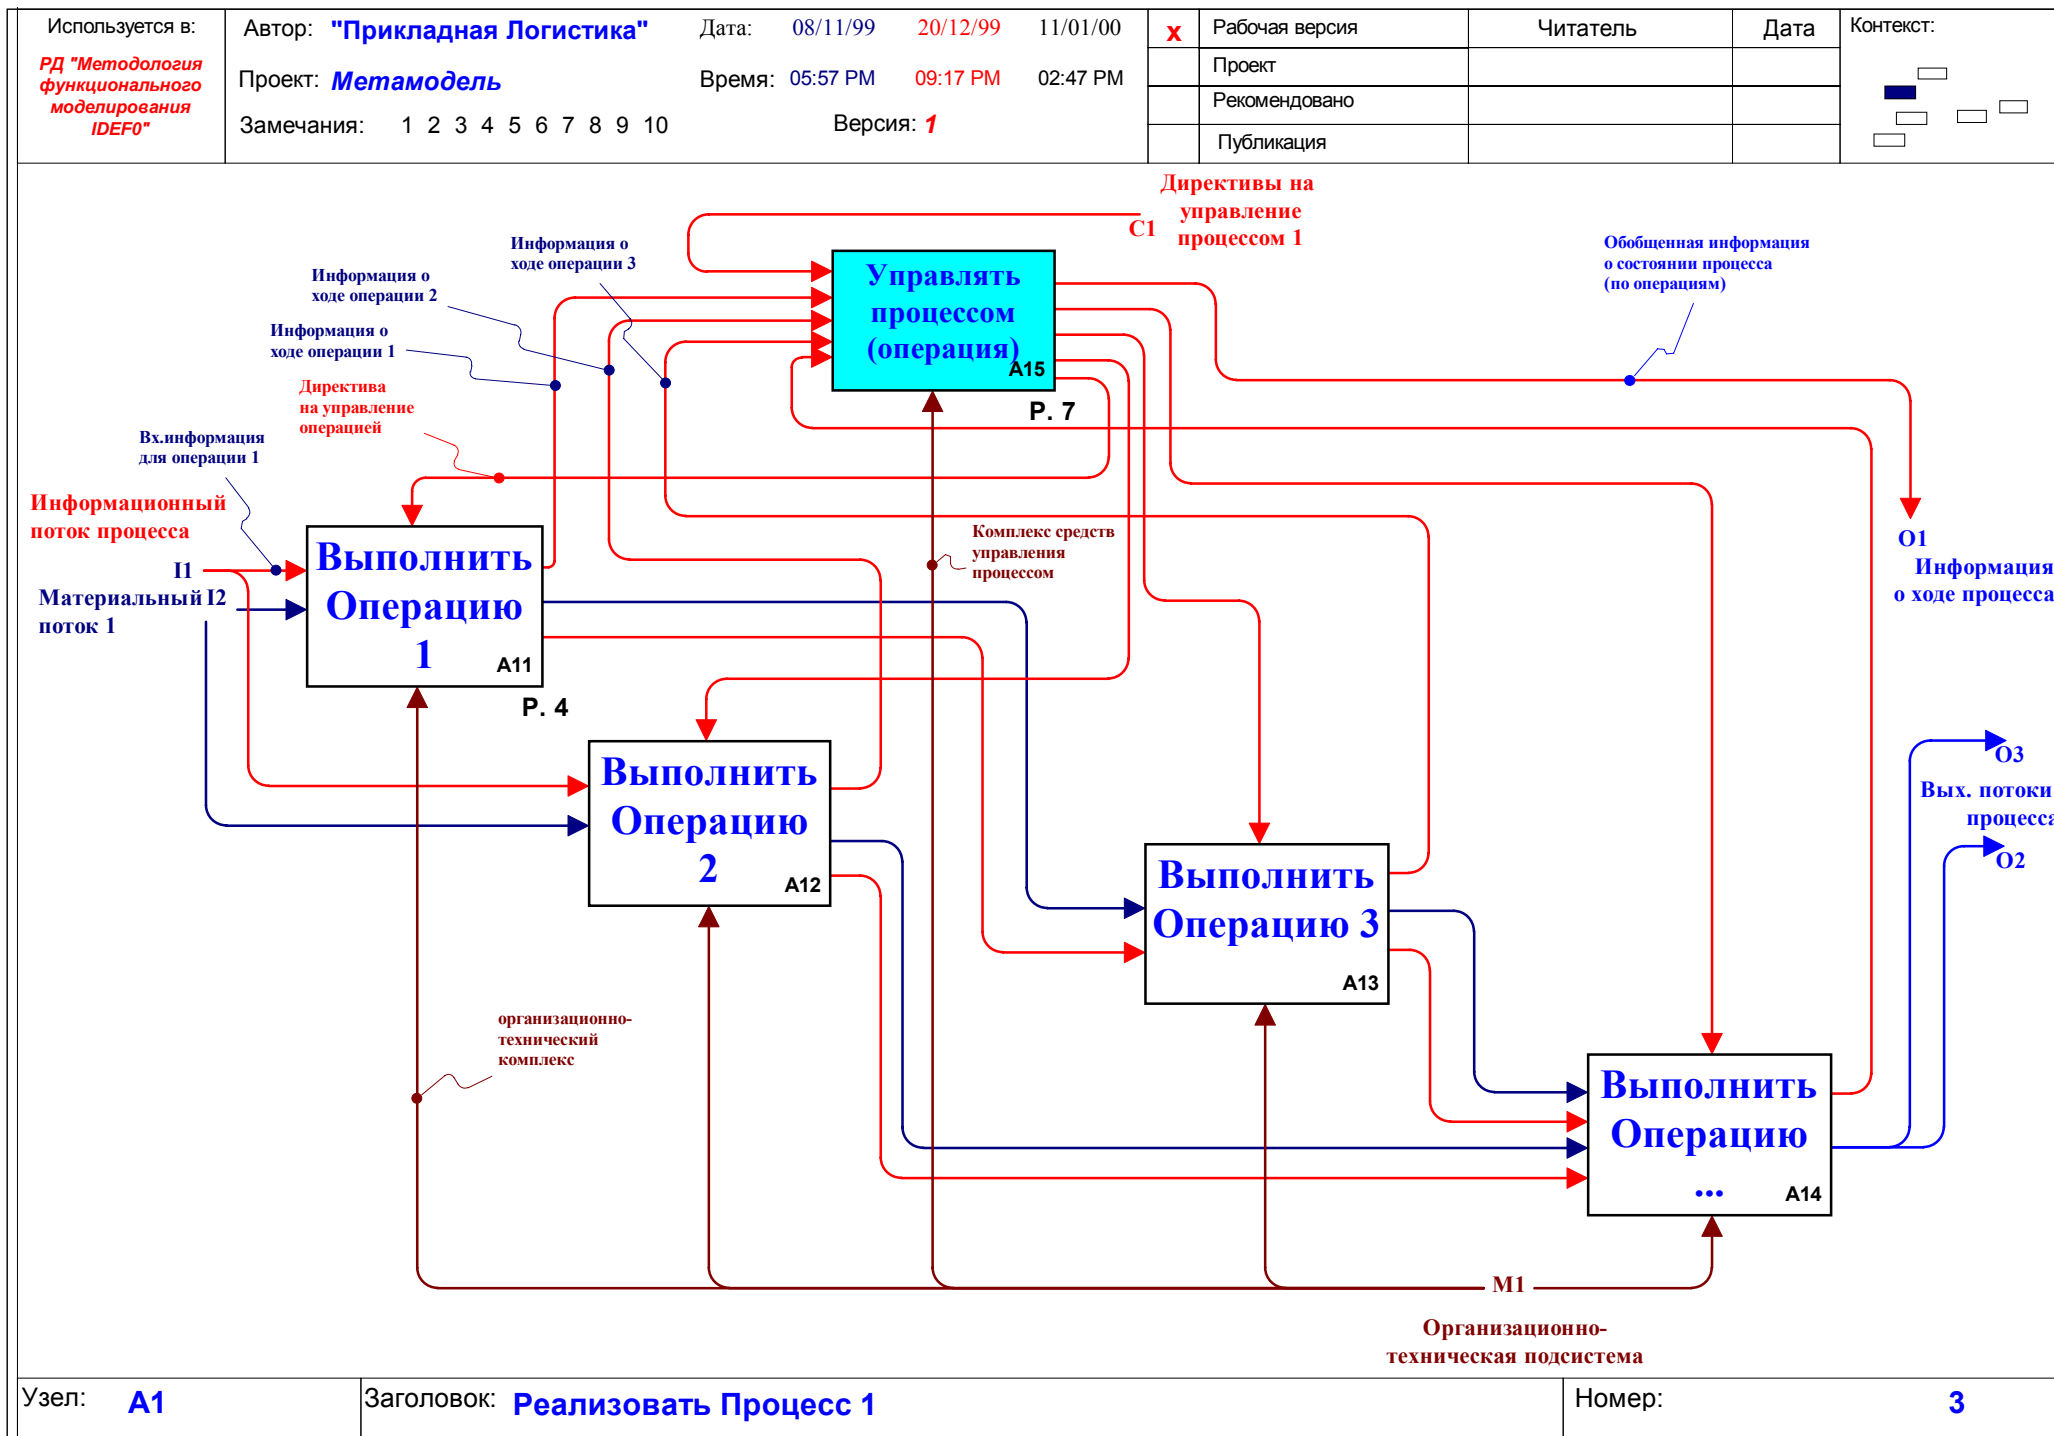 Используется в:
РД "Методология
функционального
моделирования
IDEF0"
Автор: "Прикладная Логистика"
Дата: 08/11/99 20/12/99 11/01/00
Проект: Метамодель
Время: 05:57 PM 09:17 PM 02:47 PM
Замечания: 1 2 3 4 5 6 7 8 9 10
Версия: 1
x Рабочая версия Читатель Дата
Проект
Рекомендовано
Публикация
Контекст:
Директивы на
управление
процессом 1
C1
Информация о
ходе операции 3
Информация о
ходе операции 2
Информация о
ходе операции 1
Директива
на управление
операцией
Вх.информация
для операции 1
Информационный
поток процесса
I1
Материальный I2
поток 1
Управлять
процессом
(операция)
A15
P. 7
Обобщенная информация
о состоянии процесса
(по операциям)
O1
Информация
о ходе процесса
Комплекс средств
управления
процессом
Выполнить
Операцию
1
A11
P. 4
Выполнить
Операцию
2
A12
Выполнить
Операцию 3
A13
Выполнить
Операцию
...
A14
O3
Вых. потоки
процесса
O2
организационно-
технический
комплекс
M1
Организационно-
техническая подсистема
Узел: A1
Заголовок: Реализовать Процесс 1
Номер: 3